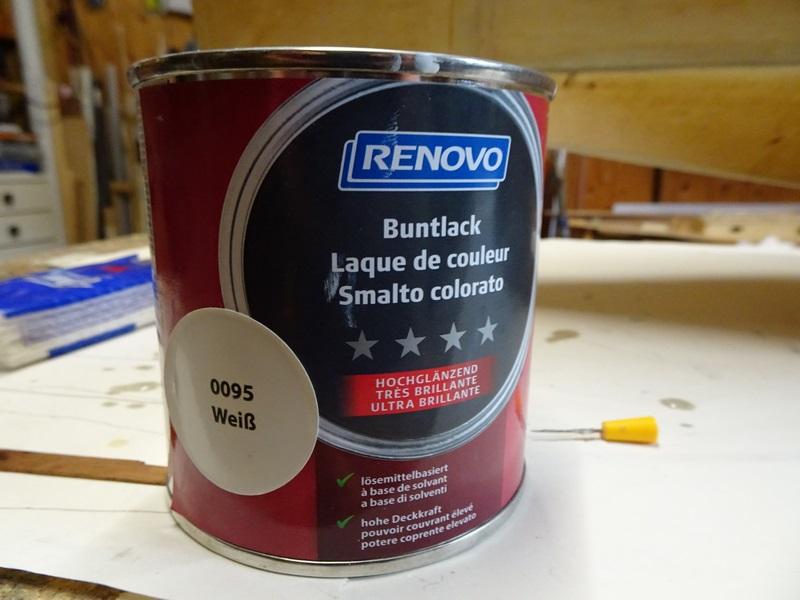 RENOVO
Buntlack
Laque de couleur
Smalto colorato
HOCHGLÄNZEND
TRÈS BRILLANTE
ULTRA BRILLANTE
0095
Weiß
lösemittelbasiert
à base de solvant
a base di solventi
hohe Deckkraft
pouvoir couvrant élevé
potere coprente elevato